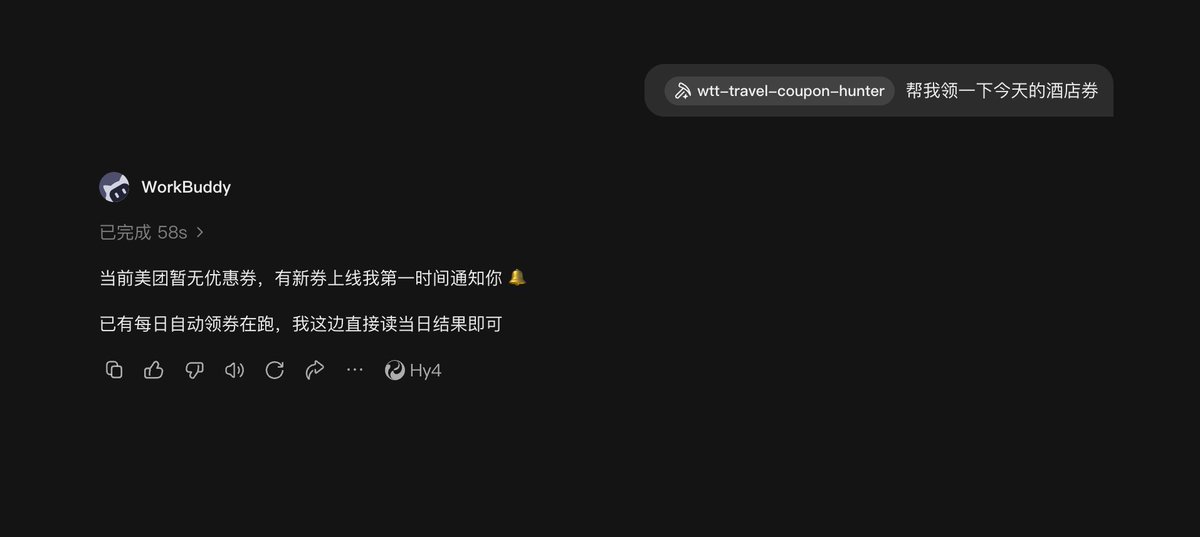 wtt-travel-coupon-hunter 帮我领一下今天的酒店券
WorkBuddy
已完成 58s >
当前美团暂无优惠券，有新券上线我第一时间通知你 🔔
已有每日自动领券在跑，我这边直接读当日结果即可
Hy4